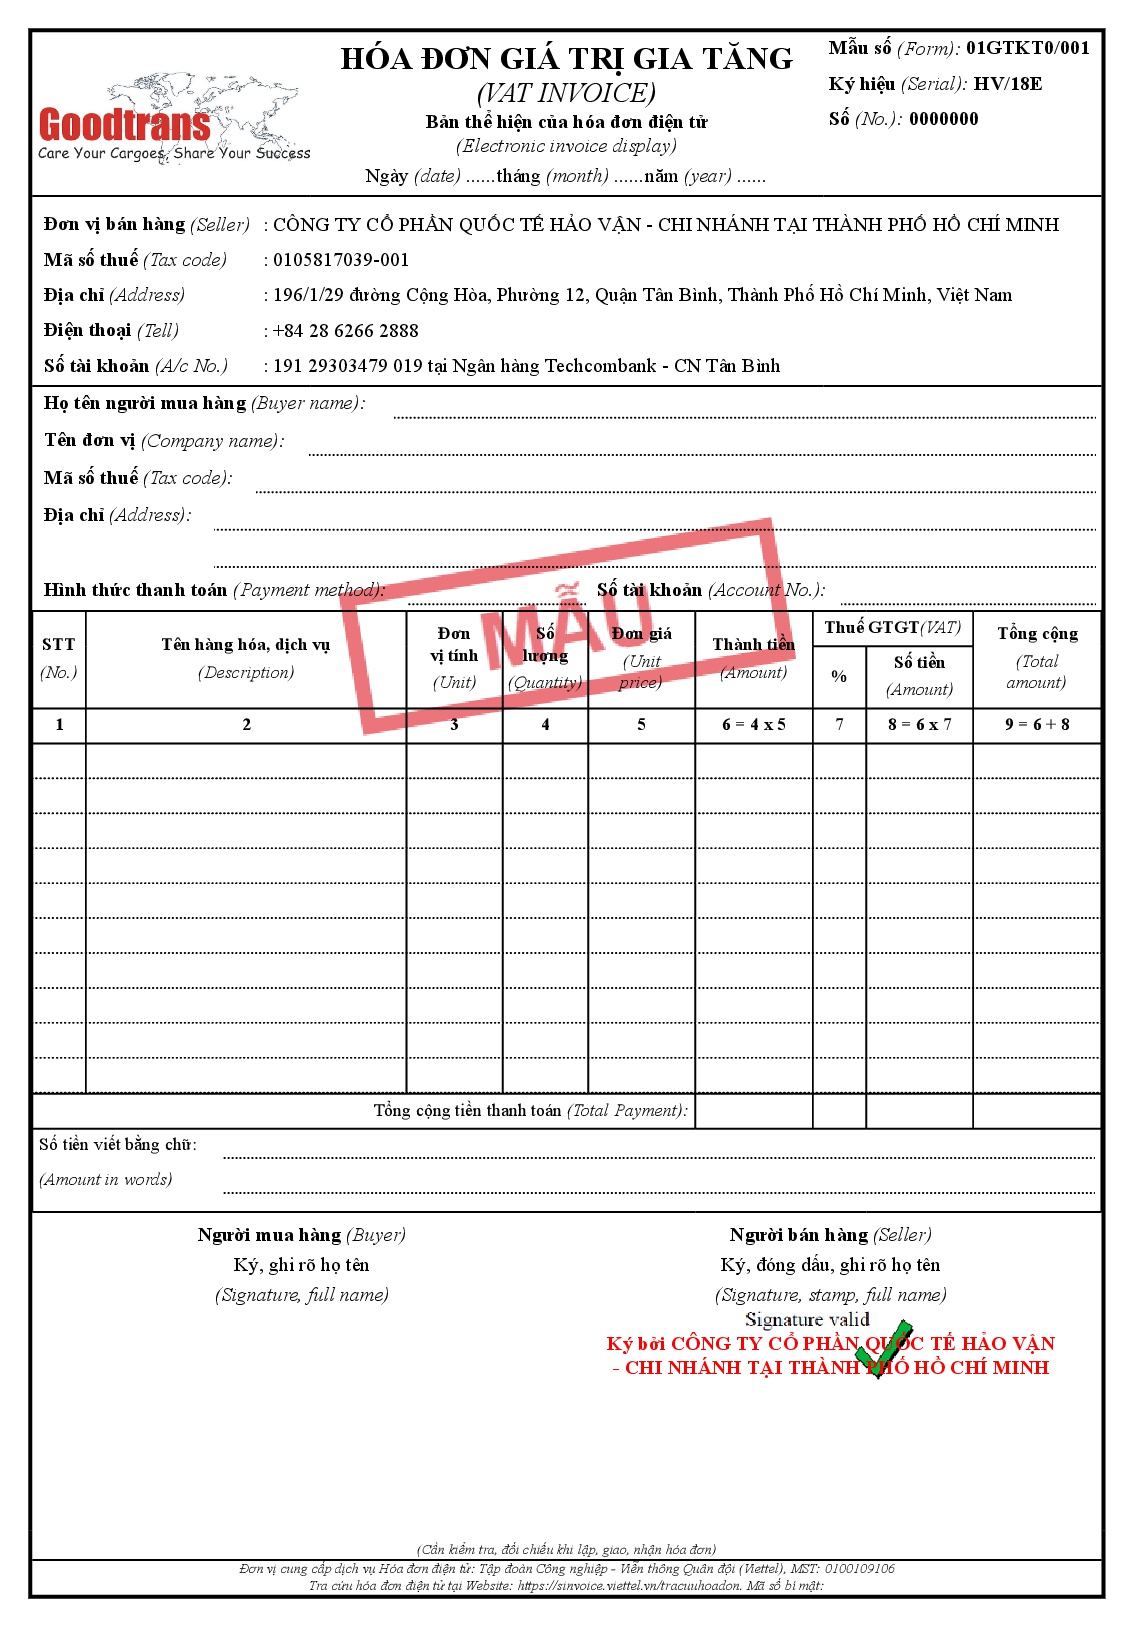 HÓA ĐƠN GIÁ TRỊ GIA TĂNG
(VAT INVOICE)
Bản thể hiện của hóa đơn điện tử
(Electronic invoice display)
Ngày (date) ......tháng (month) ......năm (year) ......
Mẫu số (Form): 01GTKT0/001
Ký hiệu (Serial): HV/18E
Số (No.): 0000000
Goodtrans
Care Your Cargoes, Share Your Success
Đơn vị bán hàng (Seller) : CÔNG TY CỔ PHẦN QUỐC TẾ HẢO VẬN - CHI NHÁNH TẠI THÀNH PHỐ HỒ CHÍ MINH
Mã số thuế (Tax code) : 0105817039-001
Địa chỉ (Address) : 196/1/29 đường Cộng Hòa, Phường 12, Quận Tân Bình, Thành Phố Hồ Chí Minh, Việt Nam
Điện thoại (Tell) : +84 28 6266 2888
Số tài khoản (A/c No.) : 191 29303479 019 tại Ngân hàng Techcombank - CN Tân Bình
Họ tên người mua hàng (Buyer name):
Tên đơn vị (Company name):
Mã số thuế (Tax code):
Địa chỉ (Address):
Hình thức thanh toán (Payment method): Số tài khoản (Account No.):
MẪU
STT
(No.)
Tên hàng hóa, dịch vụ
(Description)
Đơn
vị tính
(Unit)
Số
lượng
(Quantity)
Đơn giá
(Unit
price)
Thành tiền
(Amount)
Thuế GTGT(VAT)
%
Số tiền
(Amount)
Tổng cộng
(Total
amount)
1 2 3 4 5 6 = 4 x 5 7 8 = 6 x 7 9 = 6 + 8
Tổng cộng tiền thanh toán (Total Payment):
Số tiền viết bằng chữ:
(Amount in words)
Người mua hàng (Buyer)
Ký, ghi rõ họ tên
(Signature, full name)
Người bán hàng (Seller)
Ký, đóng dấu, ghi rõ họ tên
(Signature, stamp, full name)
Signature valid
Ký bởi CÔNG TY CỔ PHẦN QUỐC TẾ HẢO VẬN
- CHI NHÁNH TẠI THÀNH PHỐ HỒ CHÍ MINH
(Cần kiểm tra, đối chiếu khi lập, giao, nhận hóa đơn)
Đơn vị cung cấp dịch vụ Hóa đơn điện tử: Tập đoàn Công nghiệp - Viễn thông Quân đội (Viettel), MST: 0100109106
Tra cứu hóa đơn điện tử tại Website: https://sinvoice.viettel.vn/tracuuhoadon. Mã số bí mật: